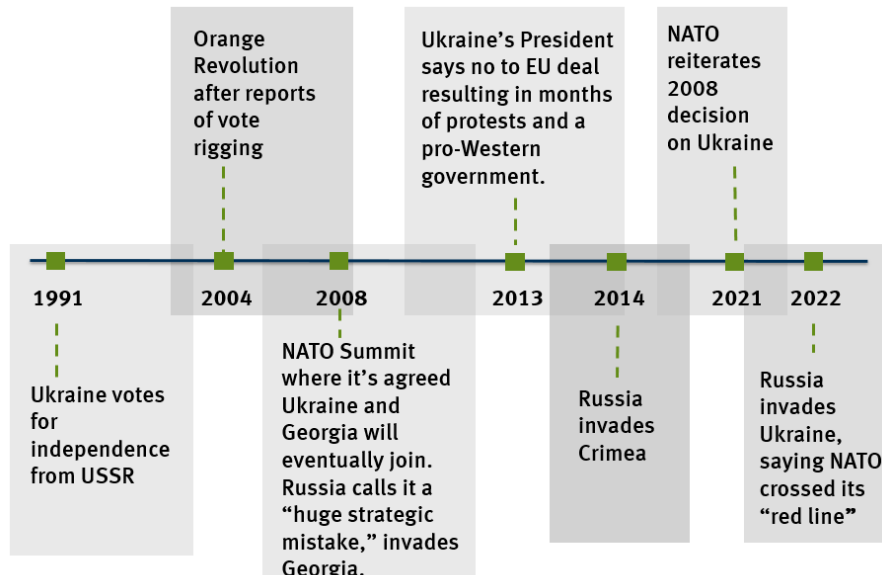 Orange
Revolution
after reports
of vote
rigging
Ukraine’s President
says no to EU deal
resulting in months
of protests and a
pro-Western
government.
NATO
reiterates
2008
decision
on Ukraine
1991
2004
2008
2013
2014
2021
2022
Ukraine votes
for
independence
from USSR
NATO Summit
where it’s agreed
Ukraine and
Georgia will
eventually join.
Russia calls it a
“huge strategic
mistake,” invades
Georgia.
Russia
invades
Crimea
Russia
invades
Ukraine,
saying NATO
crossed its
“red line”